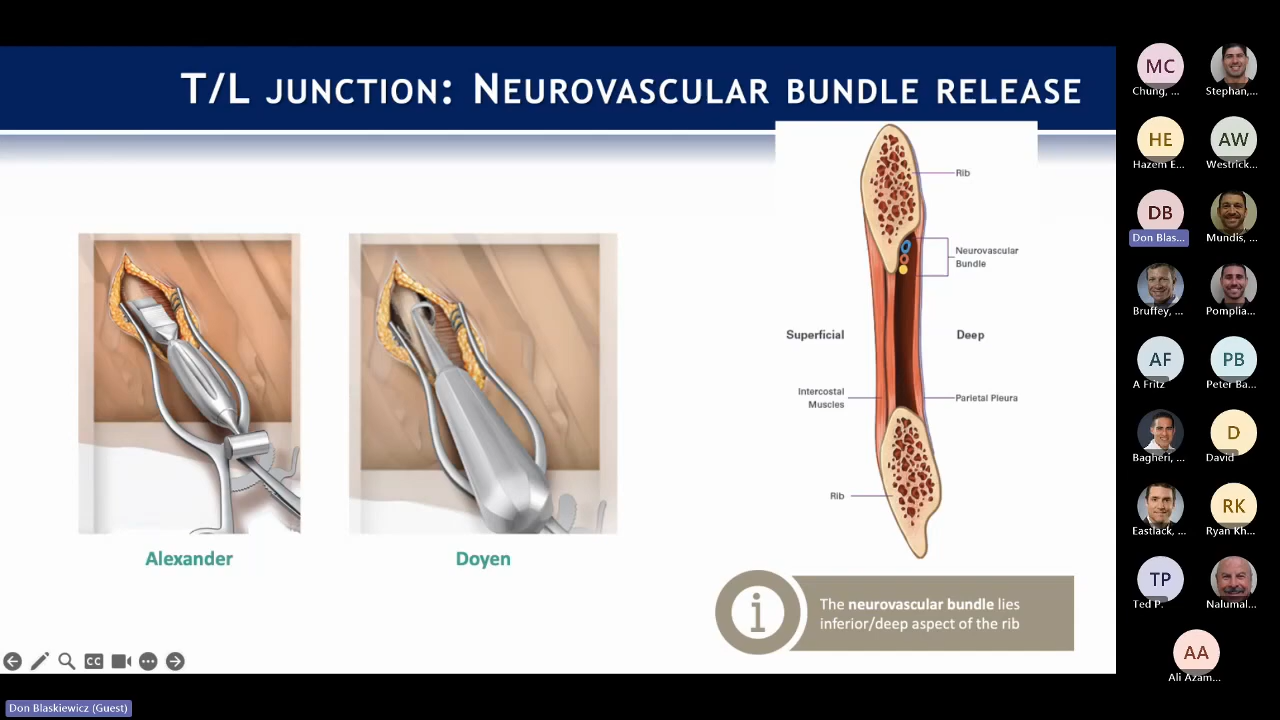 T/L JUNCTION: NEUROVASCULAR BUNDLE RELEASE
Rib
Neurovascular
Bundle
Superficial
Deep
Intercostal
Muscles
Parietal Pleura
Rib
Alexander
Doyen
i
The neurovascular bundle lies
inferior/deep aspect of the rib
CC
Don Blaskiewicz (Guest)
MC
Chung, ...
Stephan,...
HE
Hazem E...
AW
Westrick...
DB
Don Blas...
Mundis, ...
Bruffey, ...
Pomplia...
AF
A Fritz
PB
Peter Ba...
Bagheri, ...
D
David
Eastlack, ...
RK
Ryan Kh...
TP
Ted P.
Nalumal...
AA
Ali Azam...